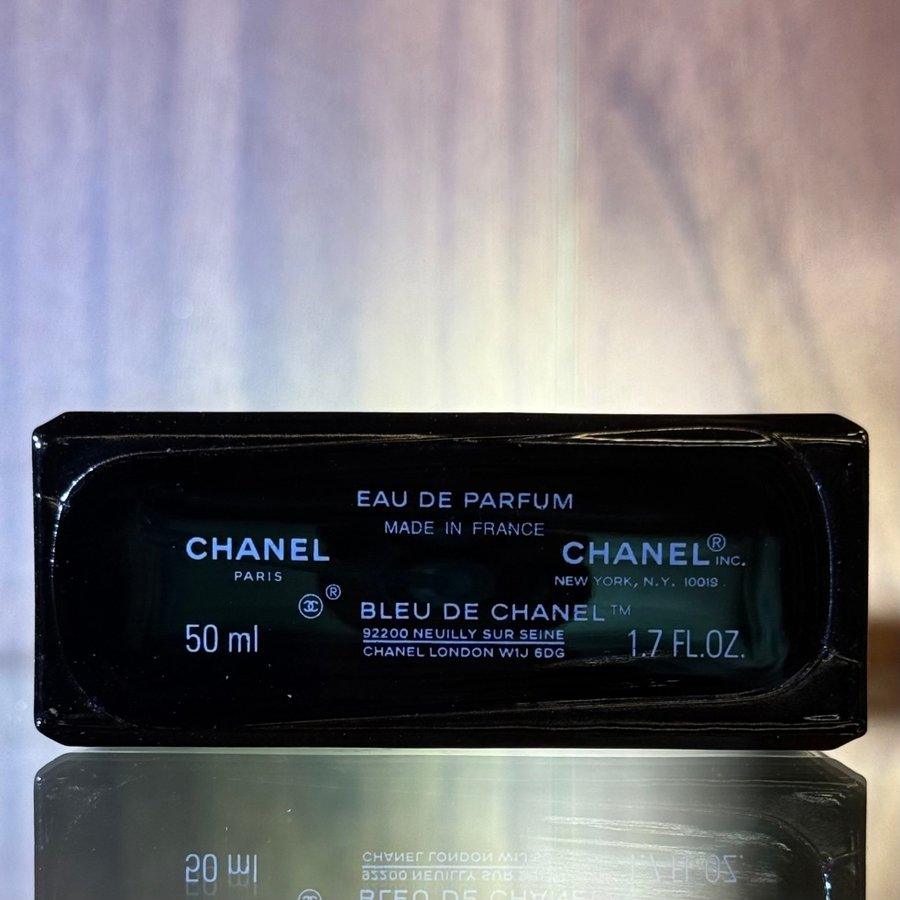 EAU DE PARFUM
MADE IN FRANCE
CHANEL
PARIS
CHANEL® INC.
NEW YORK, N.Y. 10019
®
BLEU DE CHANEL™
92200 NEUILLY SUR SEINE
CHANEL LONDON W1J 6DG
50 ml
1.7 FL.OZ.